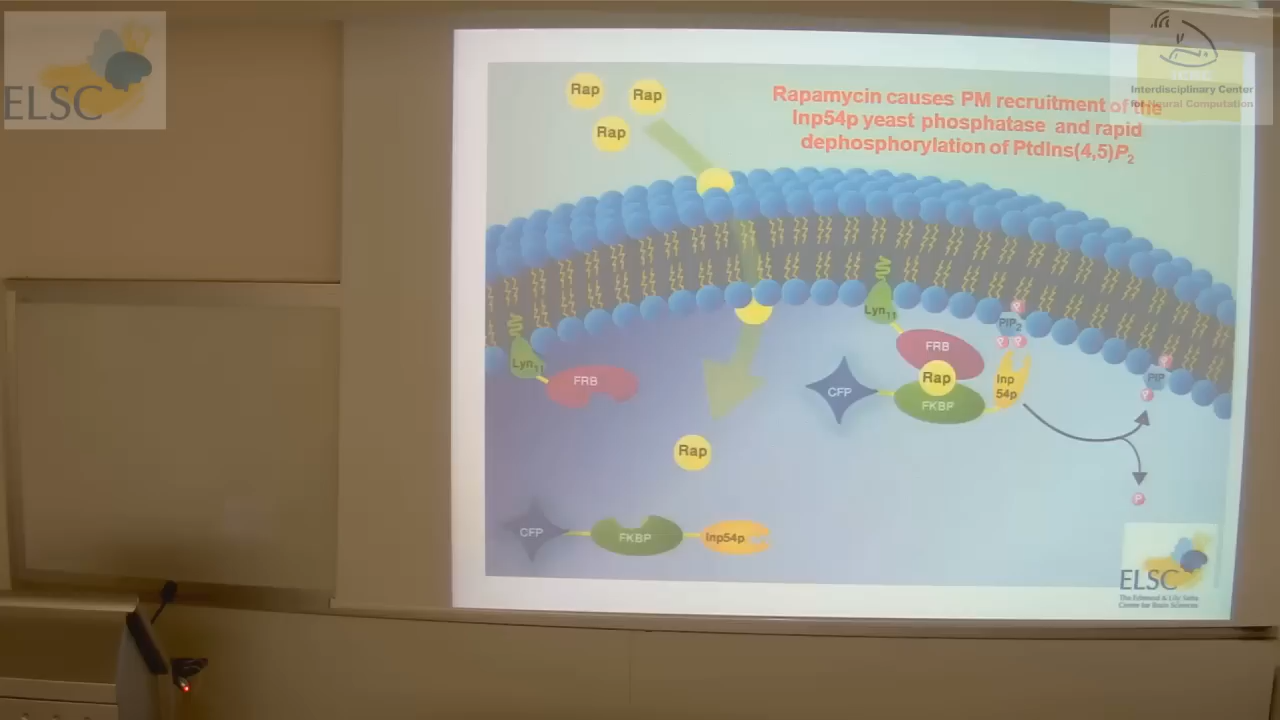 ELSC
Interdisciplinary Center
for Neural Computation
Rapamycin causes PM recruitment of the
Inp54p yeast phosphatase and rapid
dephosphorylation of PtdIns(4,5)P2
Rap
Rap
Rap
Lyn11
FRB
Lyn11
FRB
Rap
FKBP
CFP
Inp
54p
PIP2
P
P
P
PIP
P
P
P
Rap
CFP
FKBP
Inp54p
ELSC
The Edmond & Lily Safra
Center for Brain Sciences